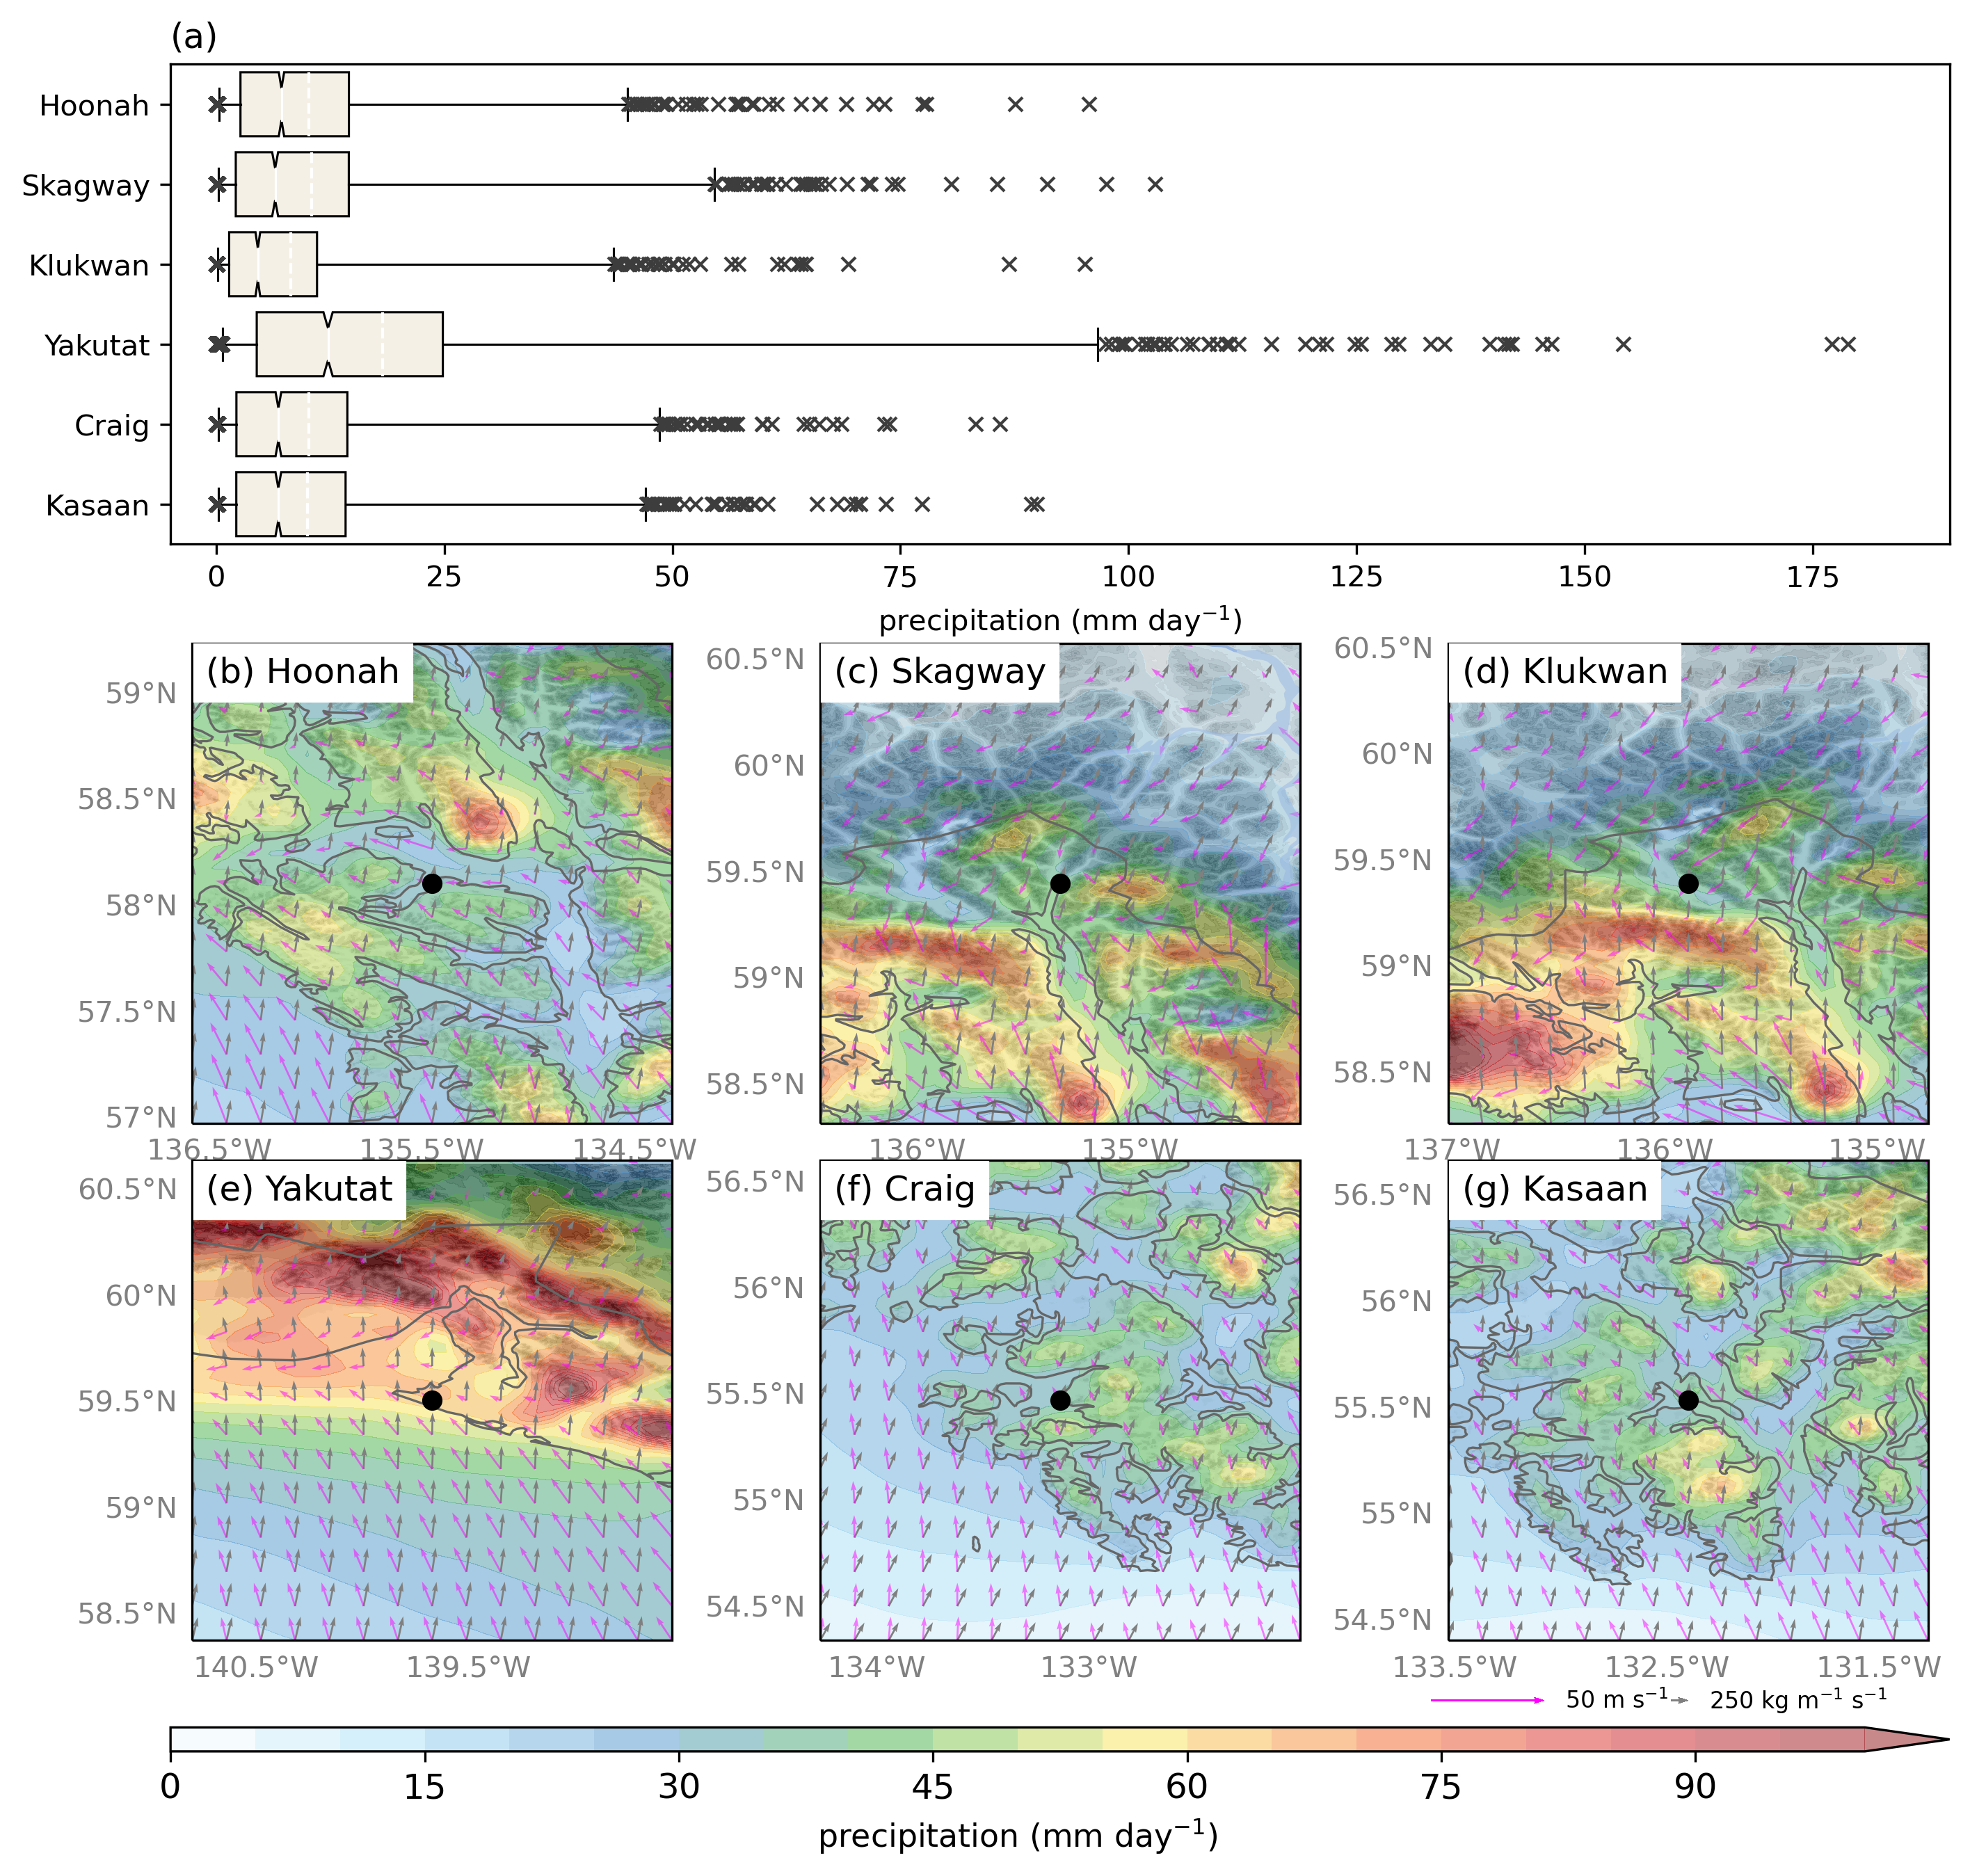 (a)
Hoonah
Skagway
Klukwan
Yakutat
Craig
Kasaan
0 25 50 75 100 125 150 175
precipitation (mm day⁻¹)
(b) Hoonah
59°N
58.5°N
58°N
57.5°N
57°N
136.5°W 135.5°W 134.5°W
(c) Skagway
60.5°N
60°N
59.5°N
59°N
58.5°N
136°W 135°W
(d) Klukwan
60.5°N
60°N
59.5°N
59°N
58.5°N
137°W 136°W 135°W
(e) Yakutat
60.5°N
60°N
59.5°N
59°N
58.5°N
140.5°W 139.5°W
(f) Craig
56.5°N
56°N
55.5°N
55°N
54.5°N
134°W 133°W
(g) Kasaan
56.5°N
56°N
55.5°N
55°N
54.5°N
133.5°W 132.5°W 131.5°W
50 m s⁻¹ 250 kg m⁻¹ s⁻¹
0 15 30 45 60 75 90
precipitation (mm day⁻¹)